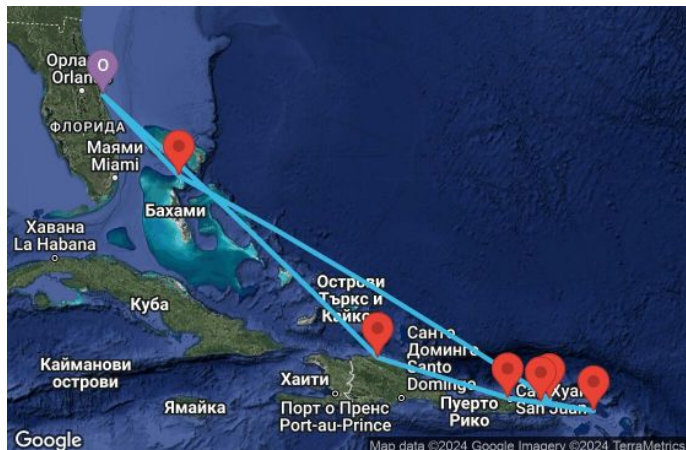 Орла
Orlan
O
ФЛОРИДА
Маями
Miami
Бахами
Хавана
La Habana
Куба
Острови
Търкс и
Кайко
Кайманови
острови
Санто
Доминго
Santo
Domingo
Хаити
Порт о Пренс
Port-au-Prince
Ямайка
Пуерто
Рико
Сан Хуан
San Juan
Google
Map data ©2024 Google Imagery ©2024 TerraMetrics